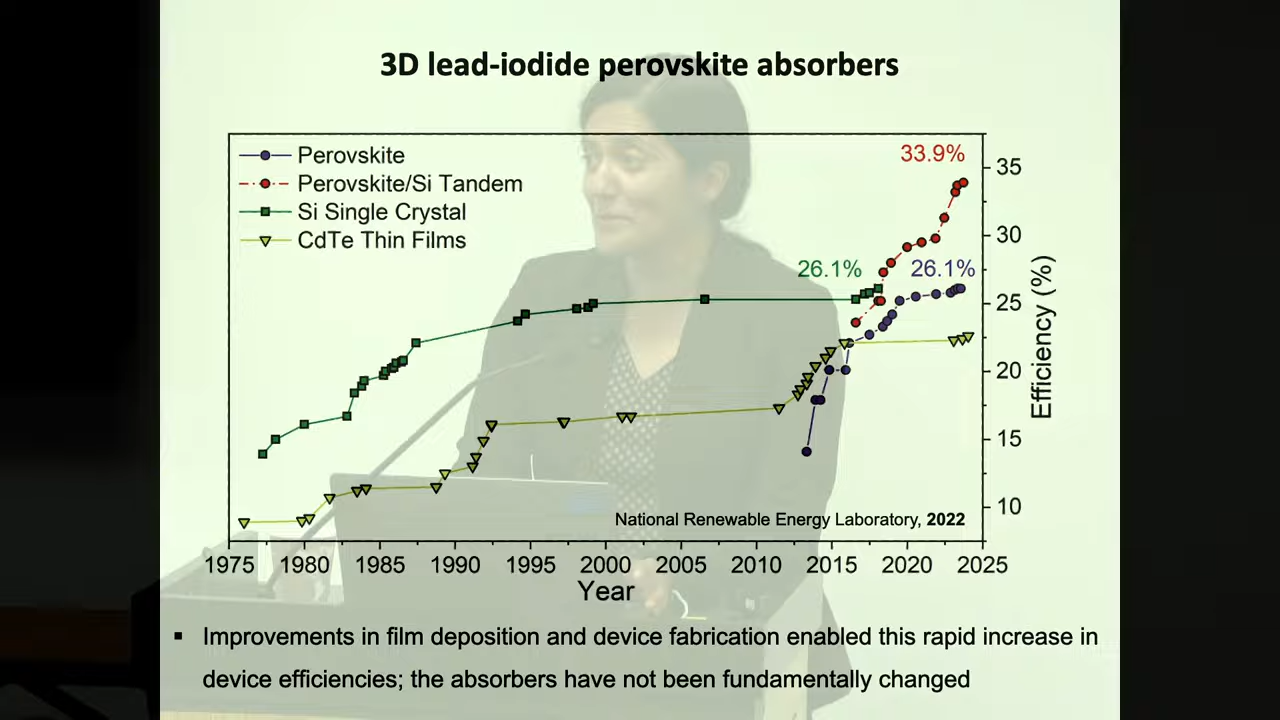 3D lead-iodide perovskite absorbers
Perovskite
Perovskite/Si Tandem
Si Single Crystal
CdTe Thin Films
33.9%
26.1%
26.1%
35
30
25
20
15
10
Efficiency (%)
National Renewable Energy Laboratory, 2022
1975 1980 1985 1990 1995 2000 2005 2010 2015 2020 2025
Year
▪ Improvements in film deposition and device fabrication enabled this rapid increase in
device efficiencies; the absorbers have not been fundamentally changed